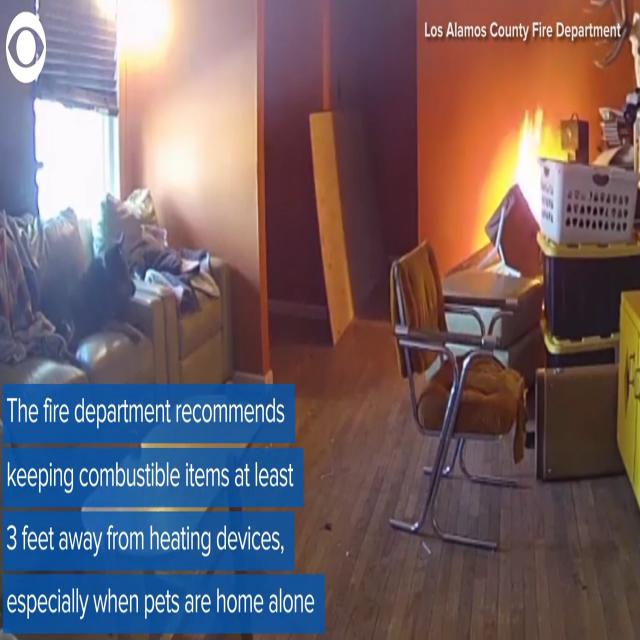 Los Alamos County Fire Department
The fire department recommends
keeping combustible items at least
3 feet away from heating devices,
especially when pets are home alone